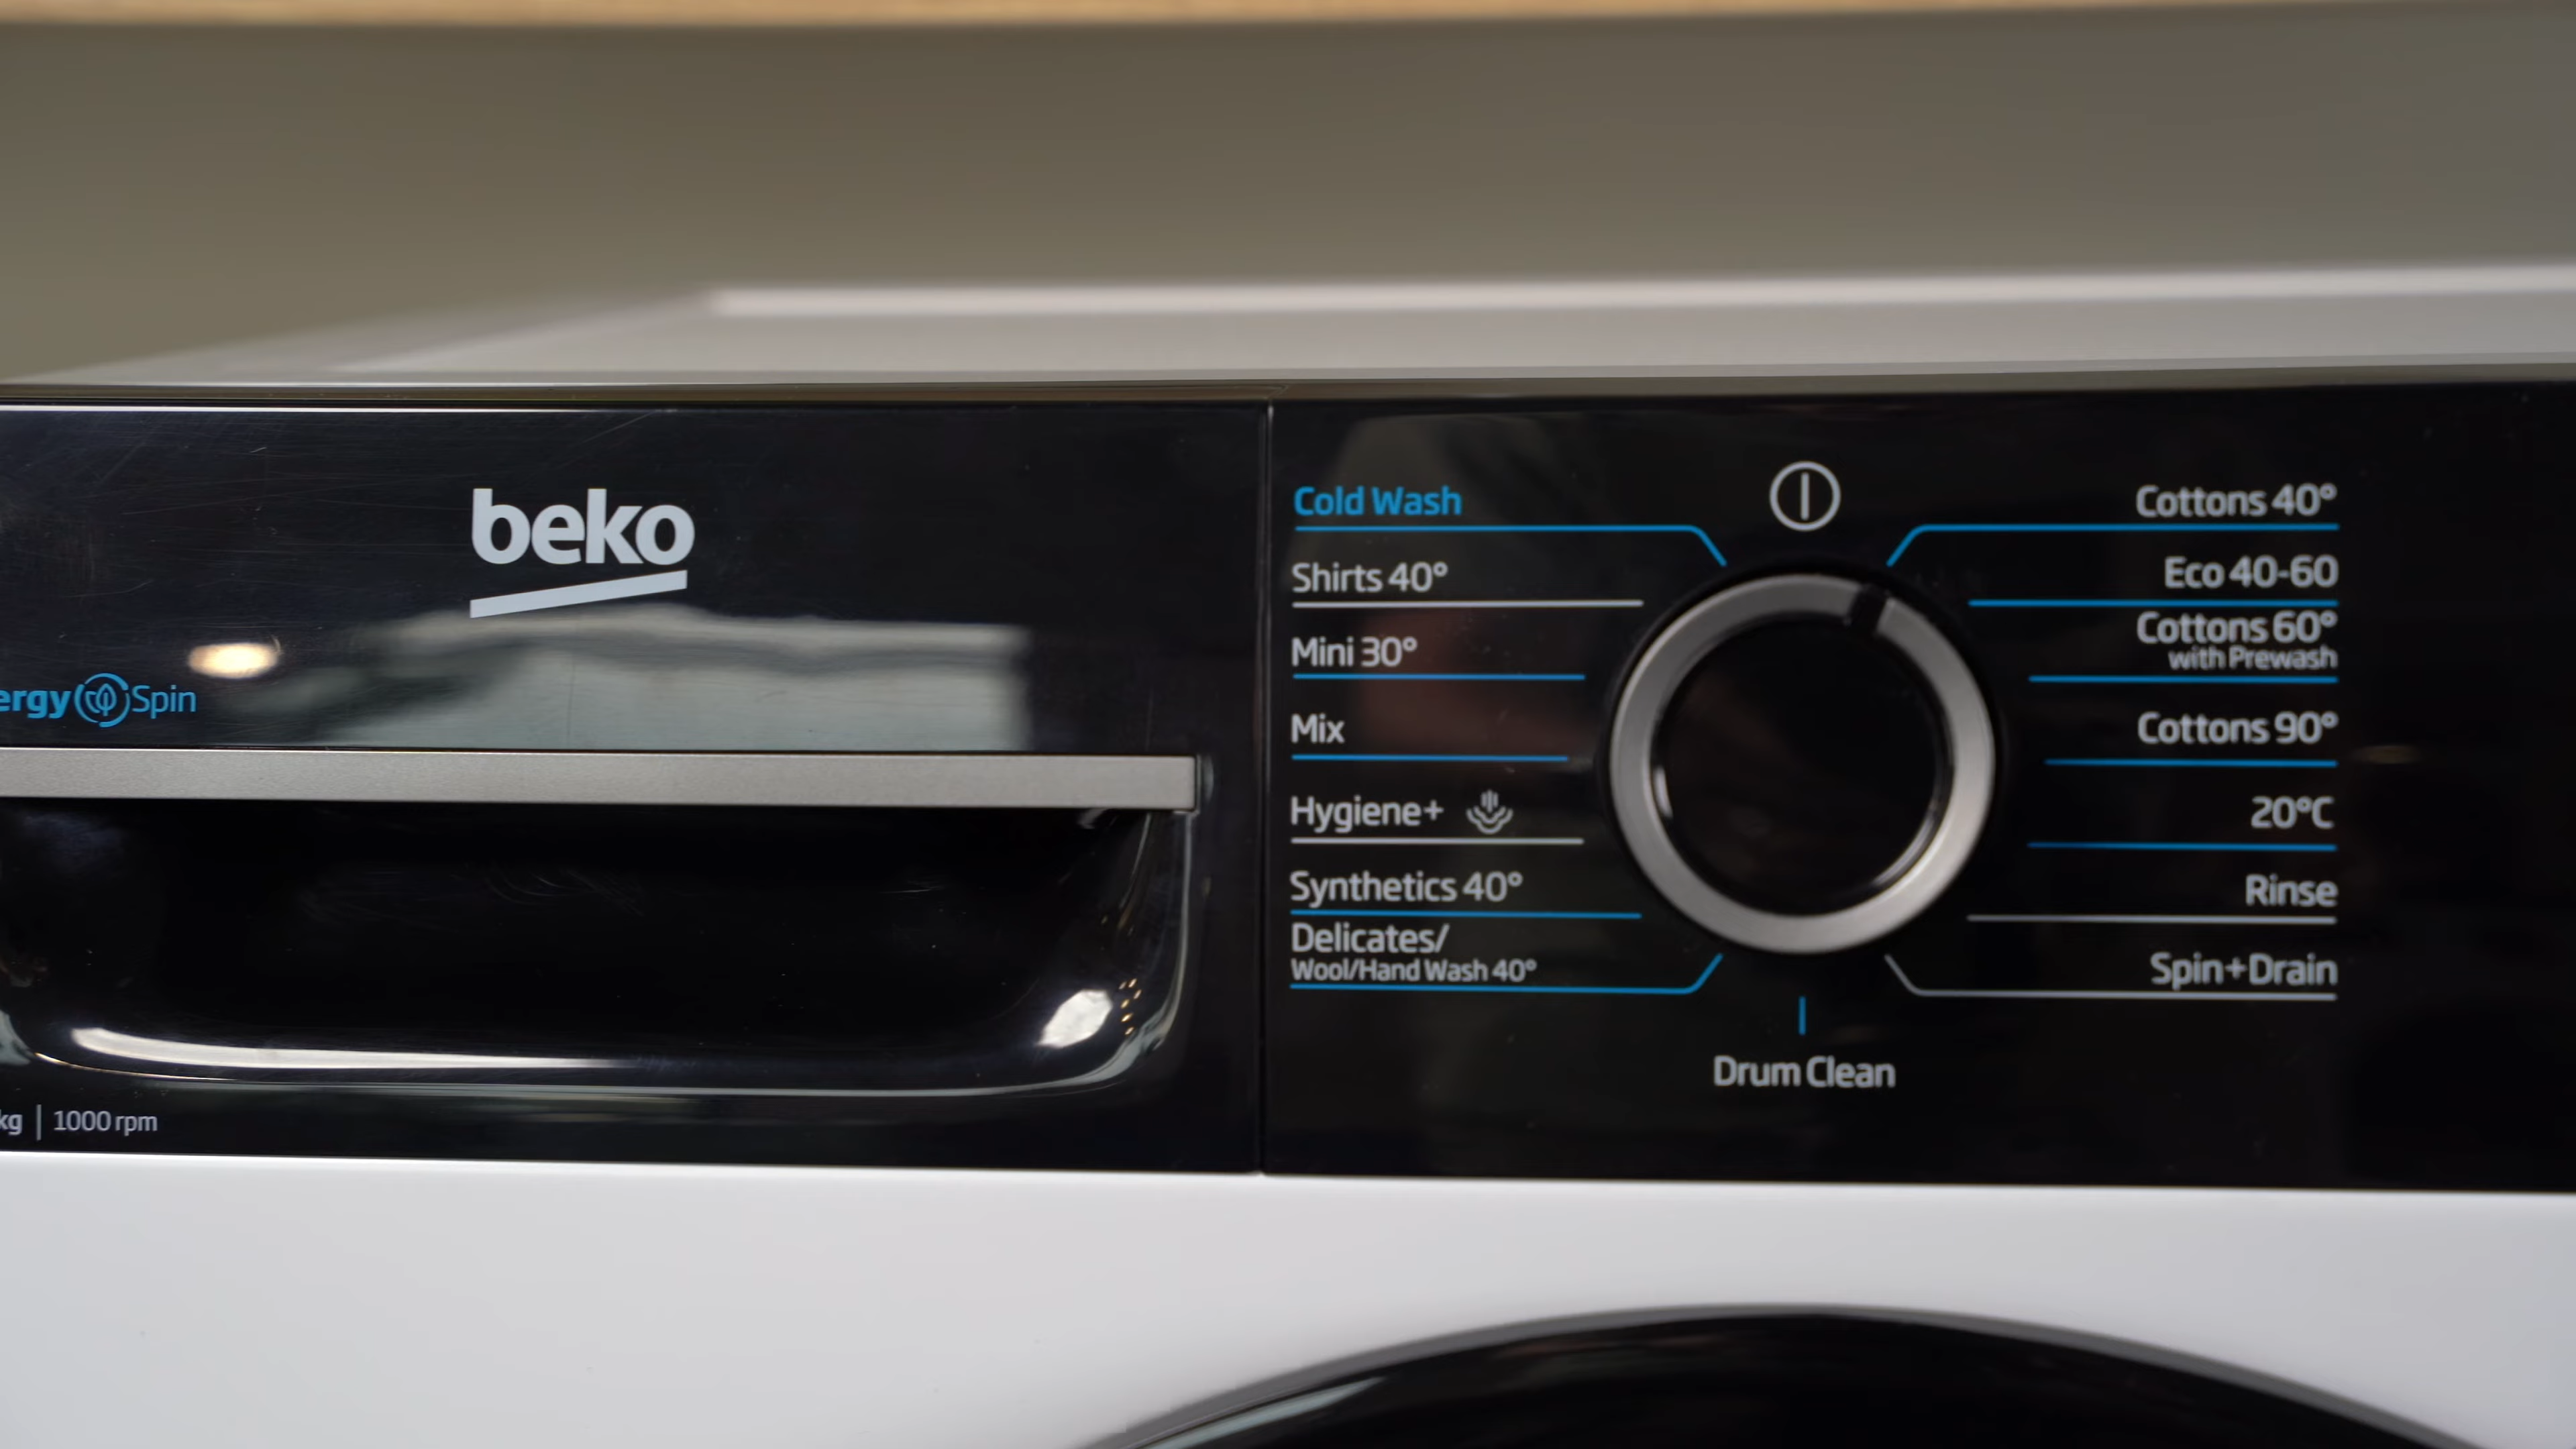 beko
ergy Spin
kg | 1000 rpm
Cold Wash
Shirts 40°
Mini 30°
Mix
Hygiene+
Synthetics 40°
Delicates/
Wool/Hand Wash 40°
Cottons 40°
Eco 40-60
Cottons 60°
with Prewash
Cottons 90°
20°C
Rinse
Spin+Drain
Drum Clean